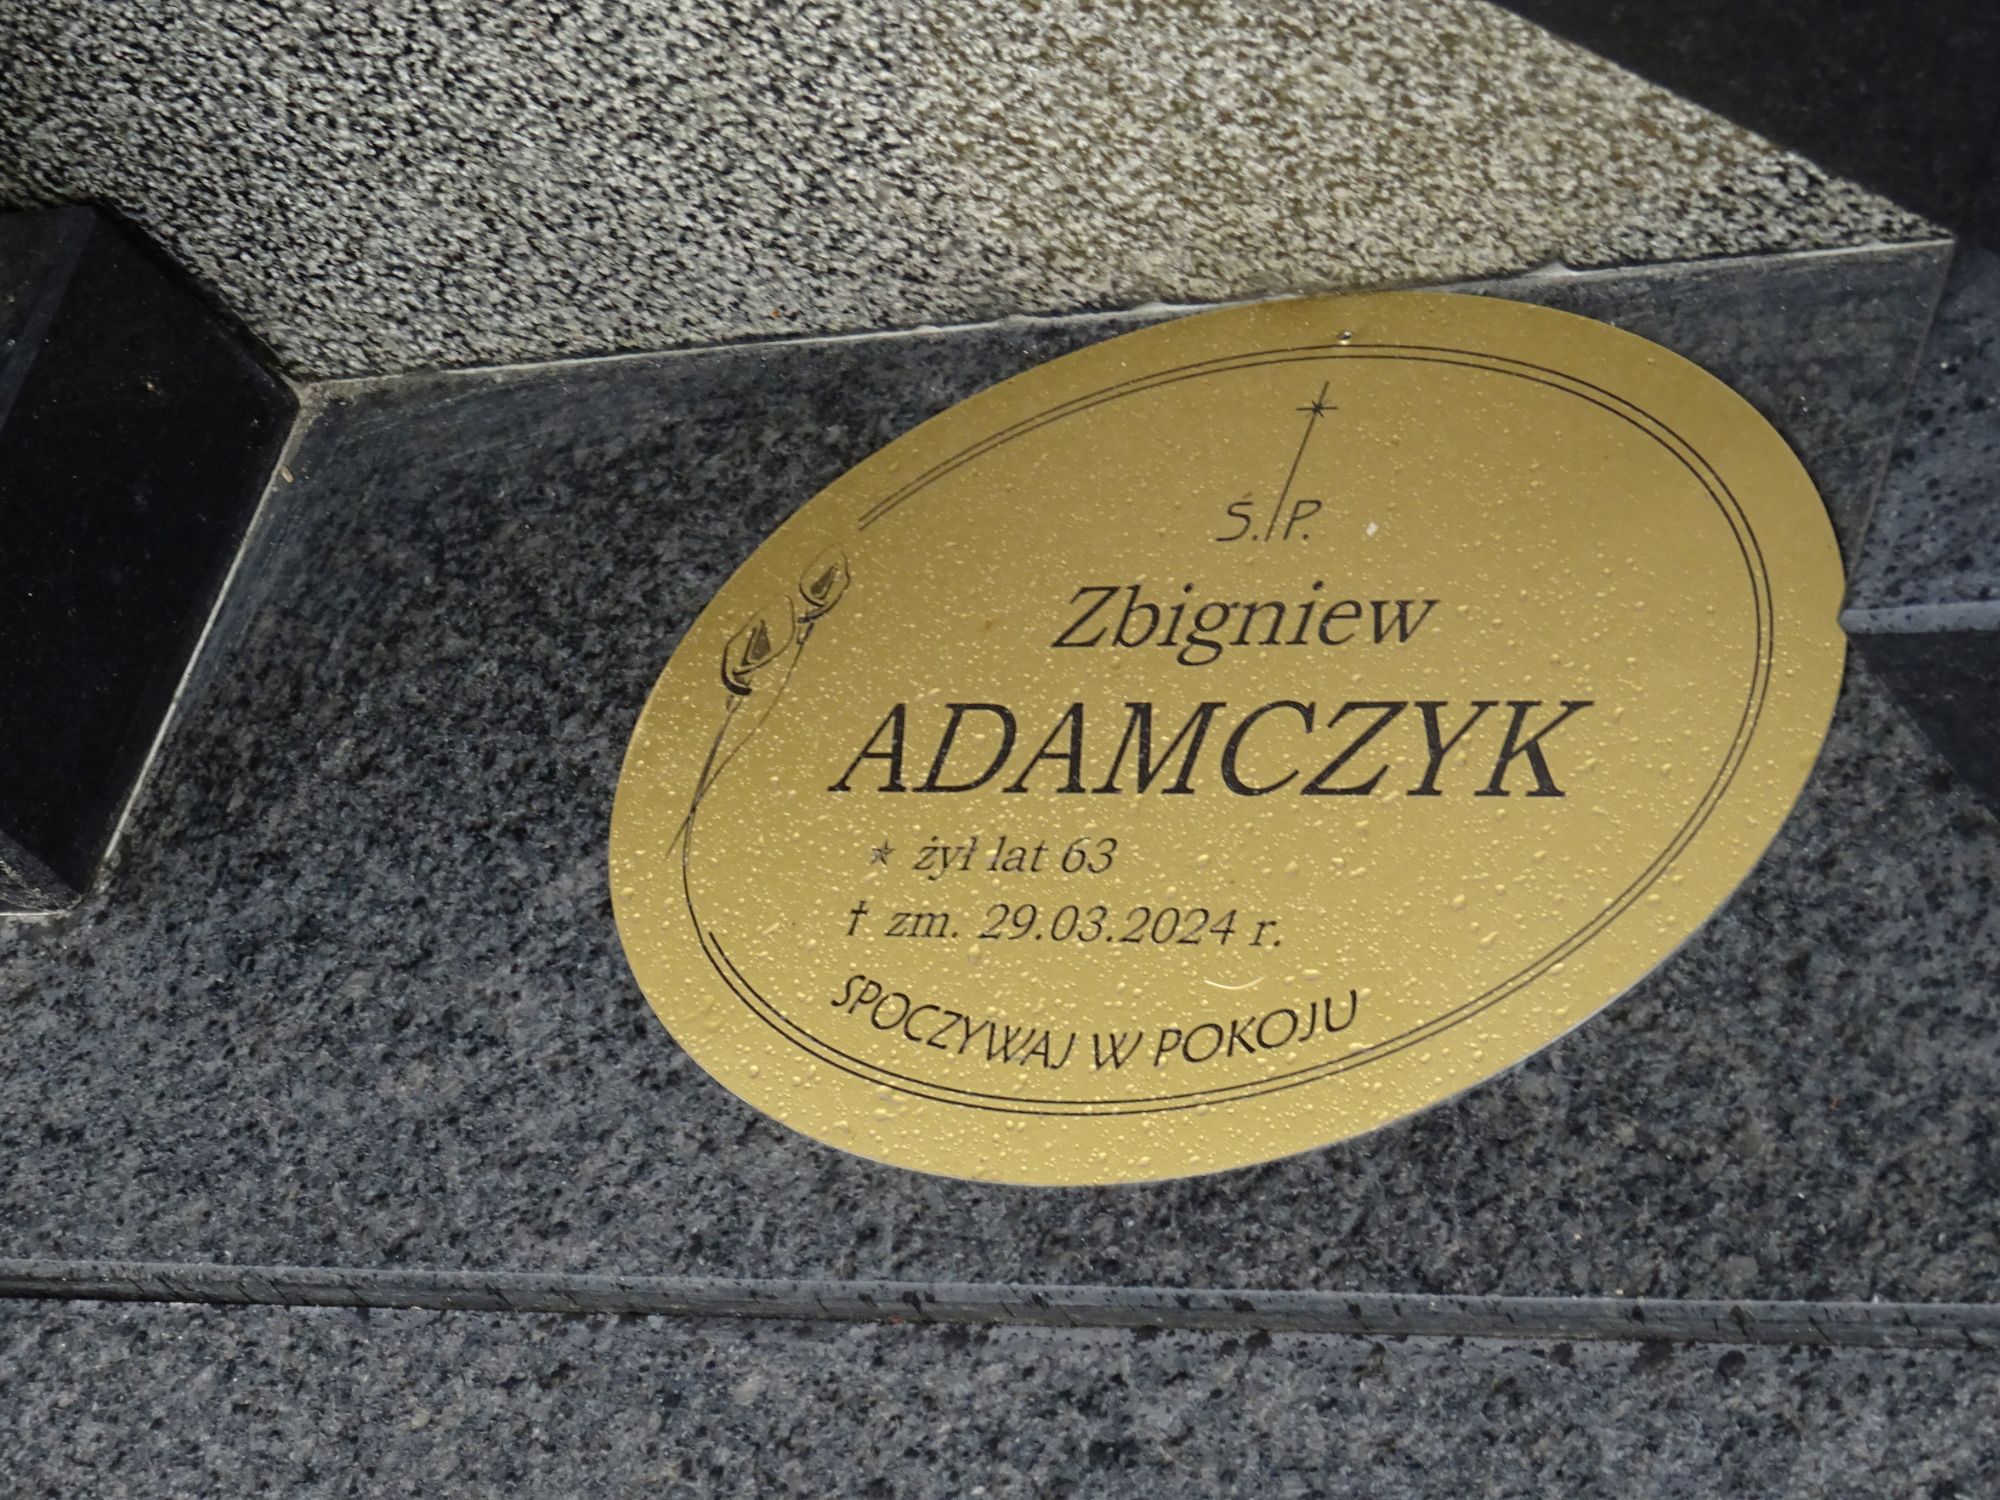 Ś. P.
Zbigniew
ADAMCZYK
* żył lat 63
† zm. 29.03.2024 r.
SPOCZYWAJ W POKOJU